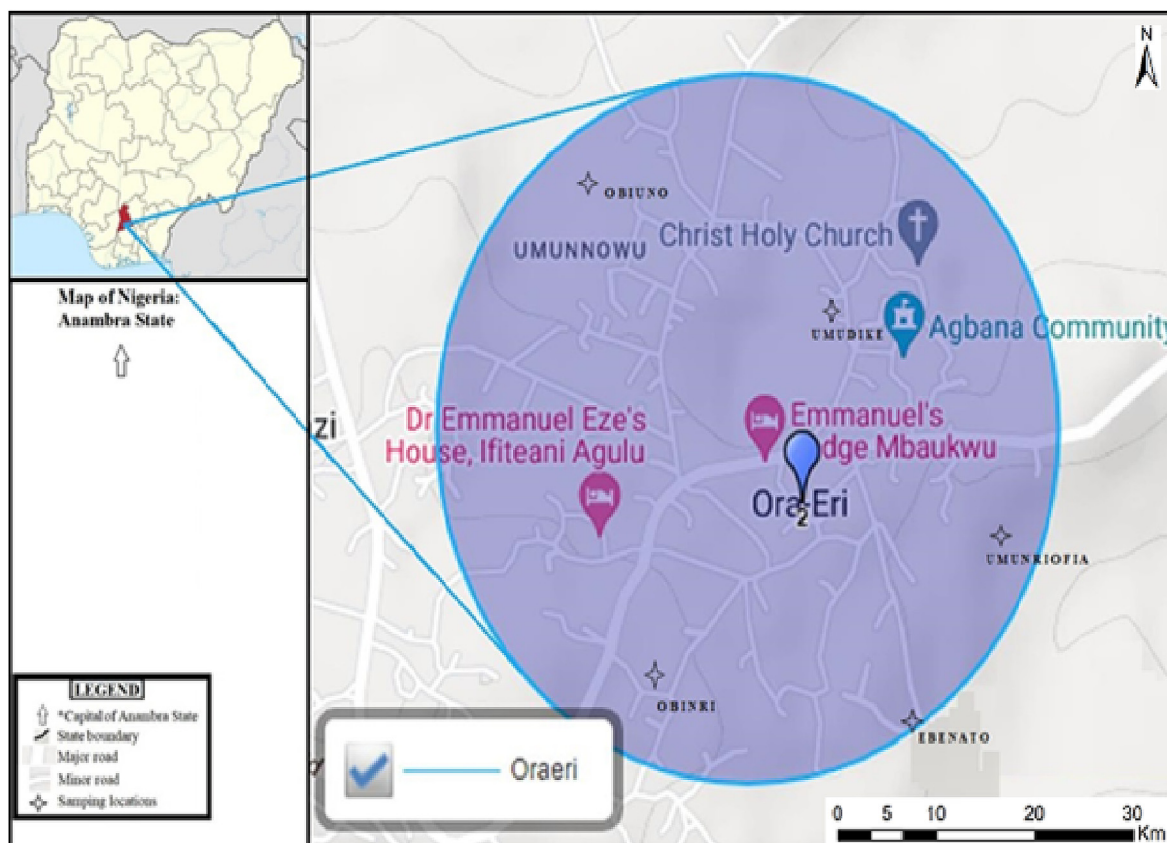 Map of Nigeria:
Anambra State
LEGEND
*Capital of Anambra State
State boundary
Major road
Minor road
Samping locations
N
OBIUNO
UMUNNOWU
Christ Holy Church
UMUDIKE
Agbana Community
zi
Dr Emmanuel Eze's
House, Ifiteani Agulu
Emmanuel's
dge Mbaukwu
Ora-Eri
2
UMUNRIOFIA
OBINRI
EBENATO
Oraeri
0 5 10 20 30
Km